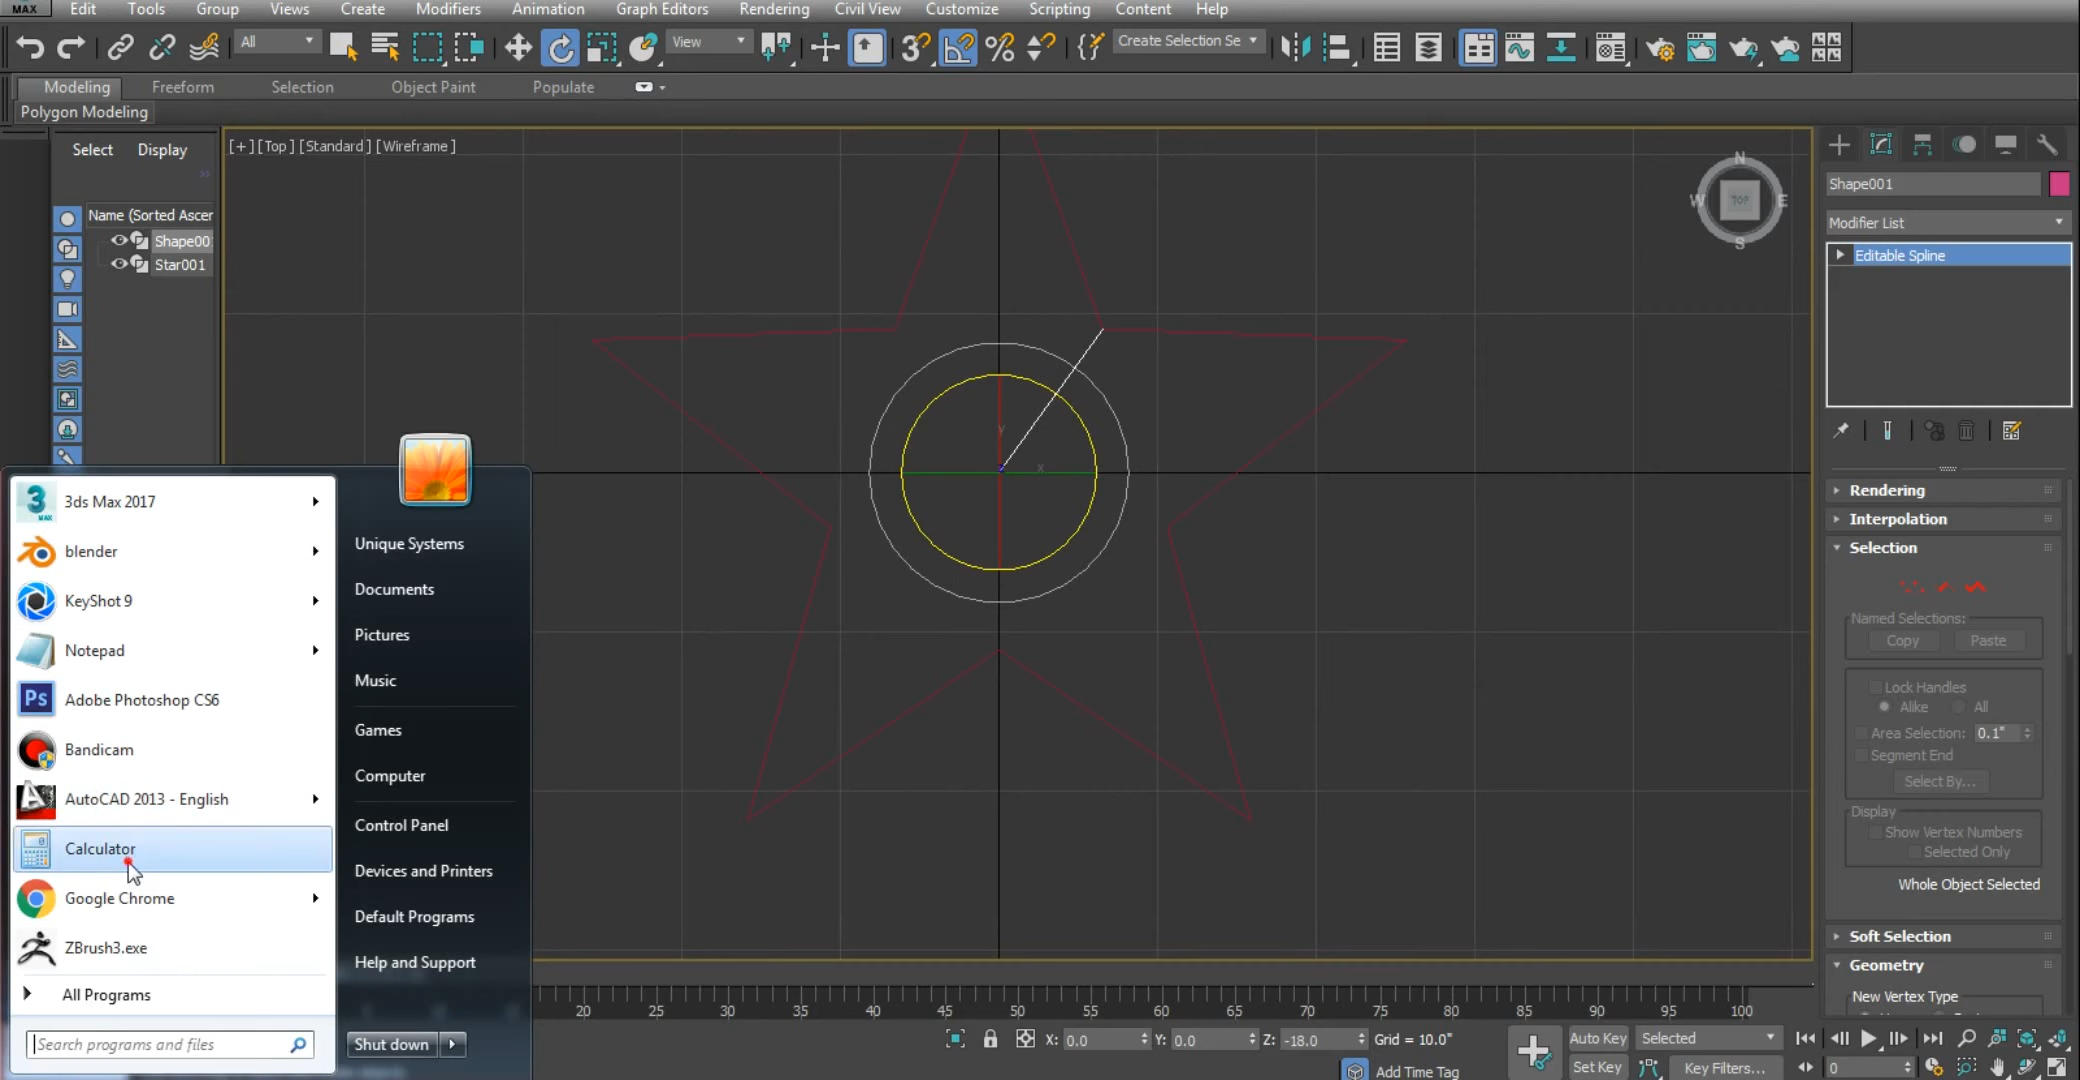 MAX Edit Tools Group Views Create Modifiers Animation Graph Editors Rendering Civil View Customize Scripting Content Help
All View Create Selection Se
Modeling Freeform Selection Object Paint Populate
Polygon Modeling
Select Display
[+] [Top] [Standard] [Wireframe]
Name (Sorted Ascer
Shape00
Star001
N
W TOP E
S
y
x
z
Shape001
Modifier List
Editable Spline
Rendering
Interpolation
Selection
Named Selections:
Copy Paste
Lock Handles
Alike All
Area Selection: 0.1"
Segment End
Select By...
Display
Show Vertex Numbers
Selected Only
Whole Object Selected
Soft Selection
Geometry
New Vertex Type
3ds Max 2017
blender
KeyShot 9
Notepad
Adobe Photoshop CS6
Bandicam
AutoCAD 2013 - English
Calculator
Google Chrome
ZBrush3.exe
All Programs
Search programs and files
Unique Systems
Documents
Pictures
Music
Games
Computer
Control Panel
Devices and Printers
Default Programs
Help and Support
Shut down
20 25 30 35 40 45 50 55 60 65 70 75 80 85 90 95 100
X: 0.0 Y: 0.0 Z: -18.0 Grid = 10.0"
Add Time Tag
Auto Key Selected
Set Key Key Filters...
0